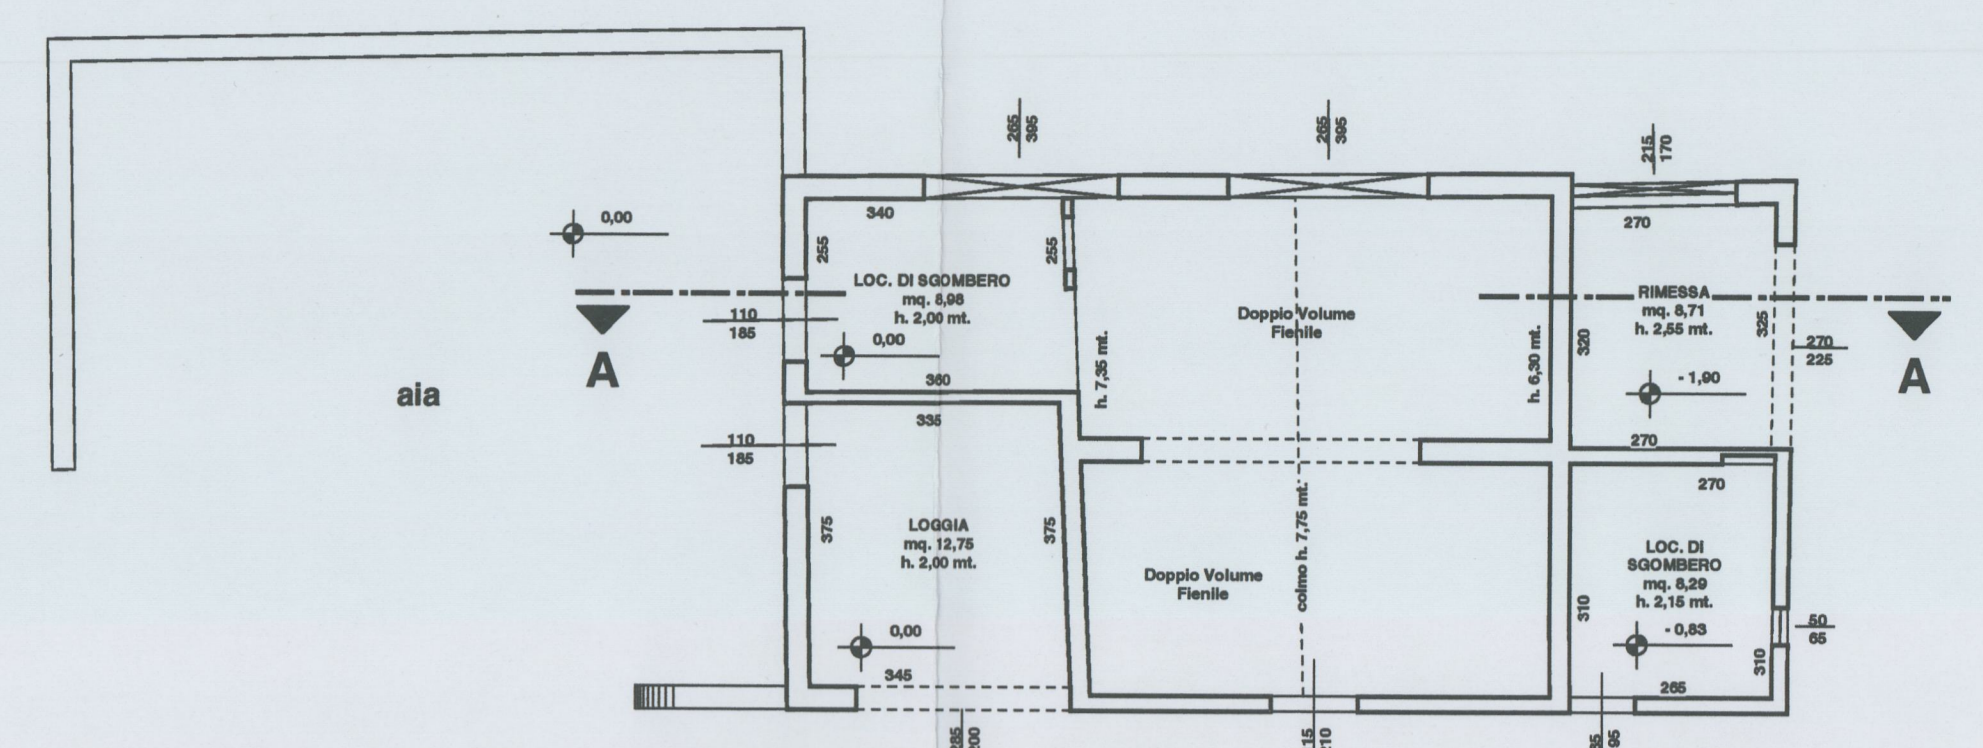 265
395
265
395
215
170
0,00
340
270
255
255
LOC. DI SGOMBERO
mq. 8,98
h. 2,00 mt.
RIMESSA
mq. 8,71
h. 2,55 mt.
Doppio Volume
Fienile
110
185
0,00
320
325
270
225
h. 7,35 mt.
h. 6,30 mt.
A
A
aia
- 1,90
360
335
110
185
270
270
375
LOGGIA
mq. 12,75
h. 2,00 mt.
375
colmo h. 7,75 mt.
Doppio Volume
Fienile
LOC. DI
SGOMBERO
mq. 8,29
h. 2,15 mt.
310
50
65
0,00
- 0,83
310
345
265